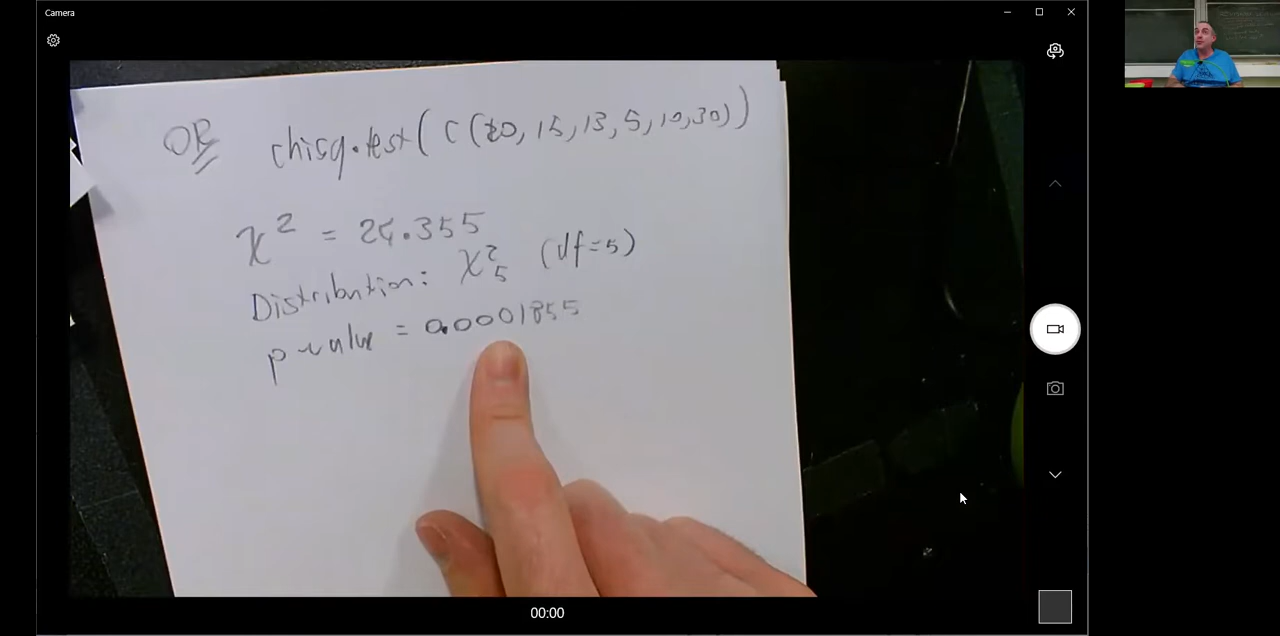 Camera
OR chisq.test(c(20, 15, 13, 5, 10, 30))
χ² = 24.355
Distribution: χ²₅ (df=5)
p-value = 0.0001855
00:00